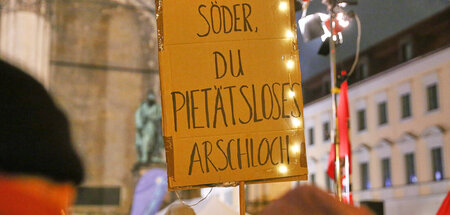 SÖDER,
DU
PIETÄTSLOSES
ARSCHLOCH